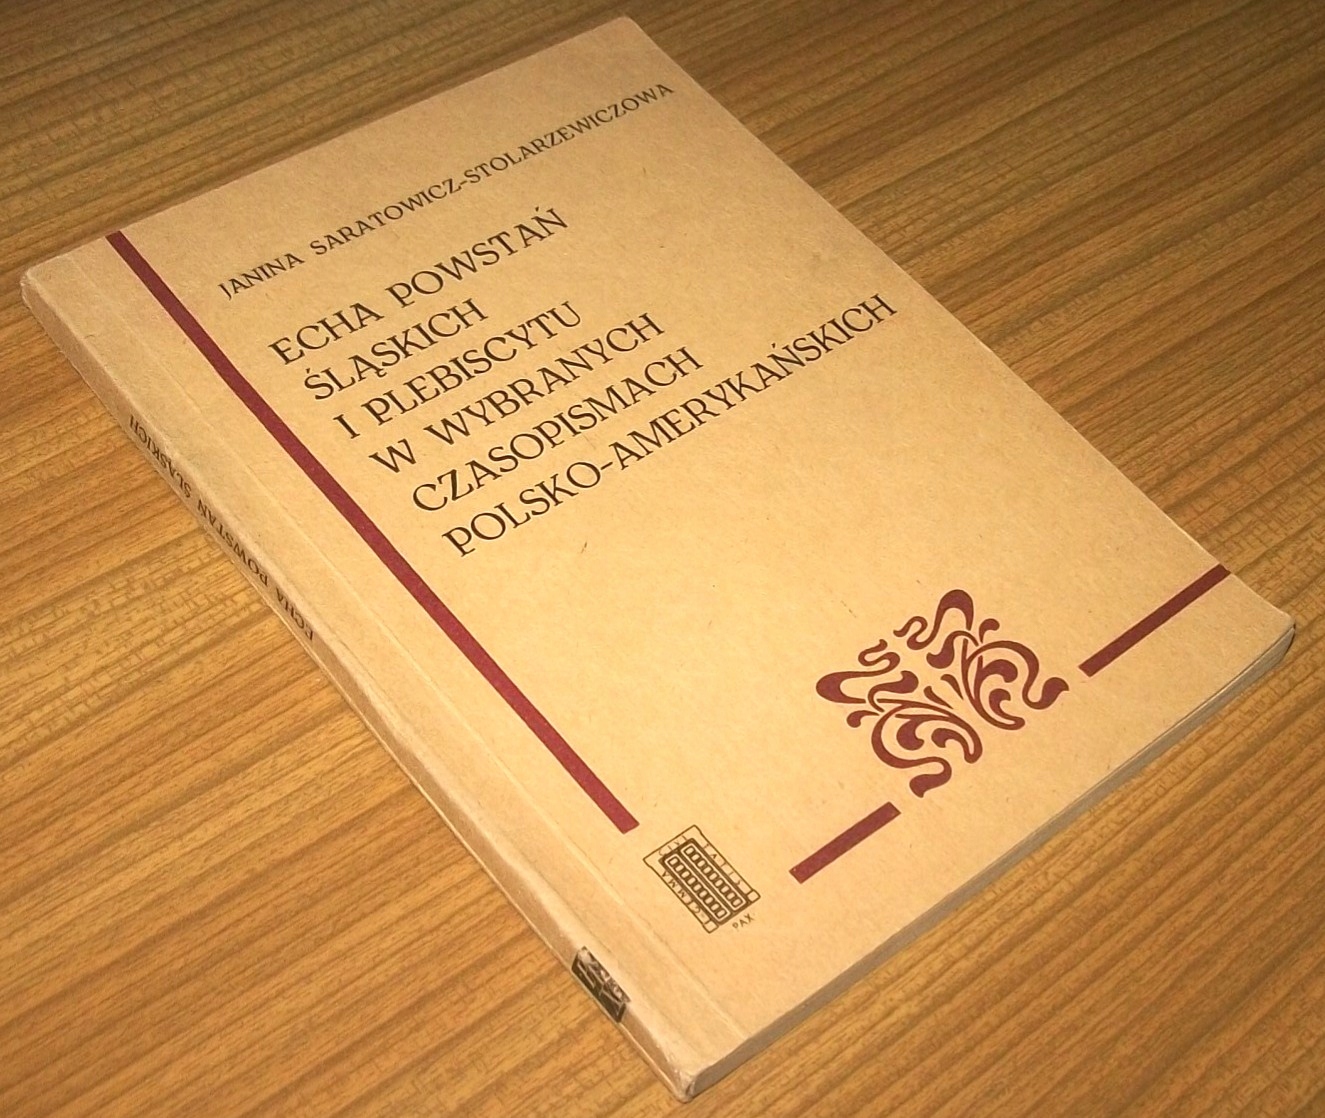 JANINA SARATOWICZ-STOLARZEWICZOWA
ECHA POWSTAŃ
ŚLĄSKICH
I PLEBISCYTU
W WYBRANYCH
CZASOPISMACH
POLSKO-AMERYKAŃSKICH
PAX
ECHA POWSTAŃ ŚLĄSKICH